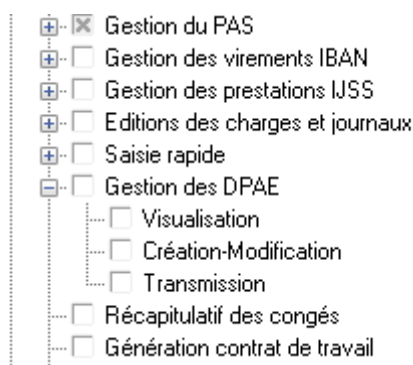 Gestion du PAS
Gestion des virements IBAN
Gestion des prestations IJSS
Editions des charges et journaux
Saisie rapide
Gestion des DPAE
Visualisation
Création-Modification
Transmission
Récapitulatif des congés
Génération contrat de travail